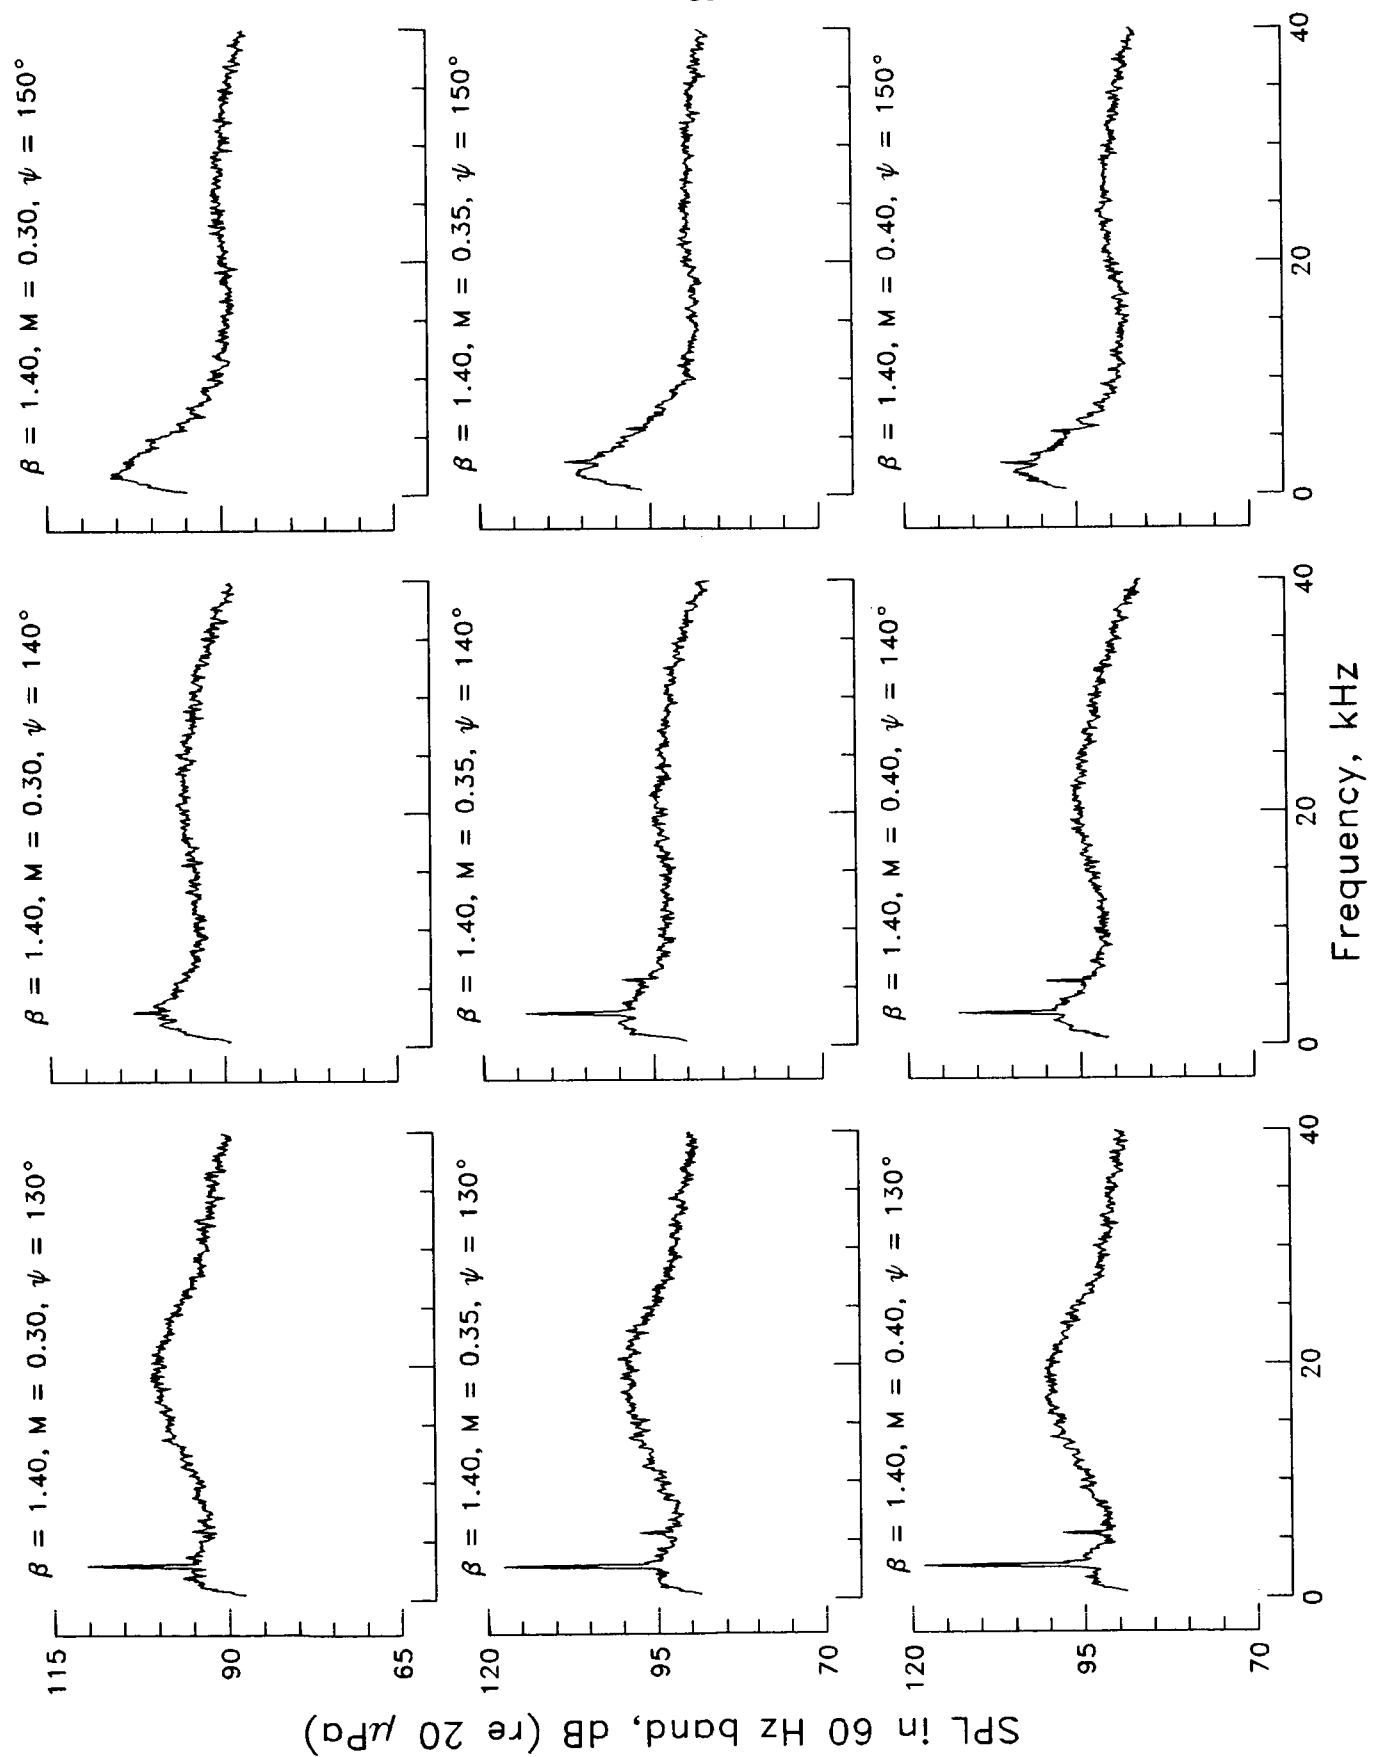 SPL in 60 Hz band, dB (re 20 μPa)
β = 1.40, M = 0.30, ψ = 130°
β = 1.40, M = 0.30, ψ = 140°
β = 1.40, M = 0.30, ψ = 150°
115
90
65
β = 1.40, M = 0.35, ψ = 130°
β = 1.40, M = 0.35, ψ = 140°
β = 1.40, M = 0.35, ψ = 150°
120
95
70
β = 1.40, M = 0.40, ψ = 130°
β = 1.40, M = 0.40, ψ = 140°
β = 1.40, M = 0.40, ψ = 150°
120
95
70
0 20 40
0 20 40
0 20 40
Frequency, kHz